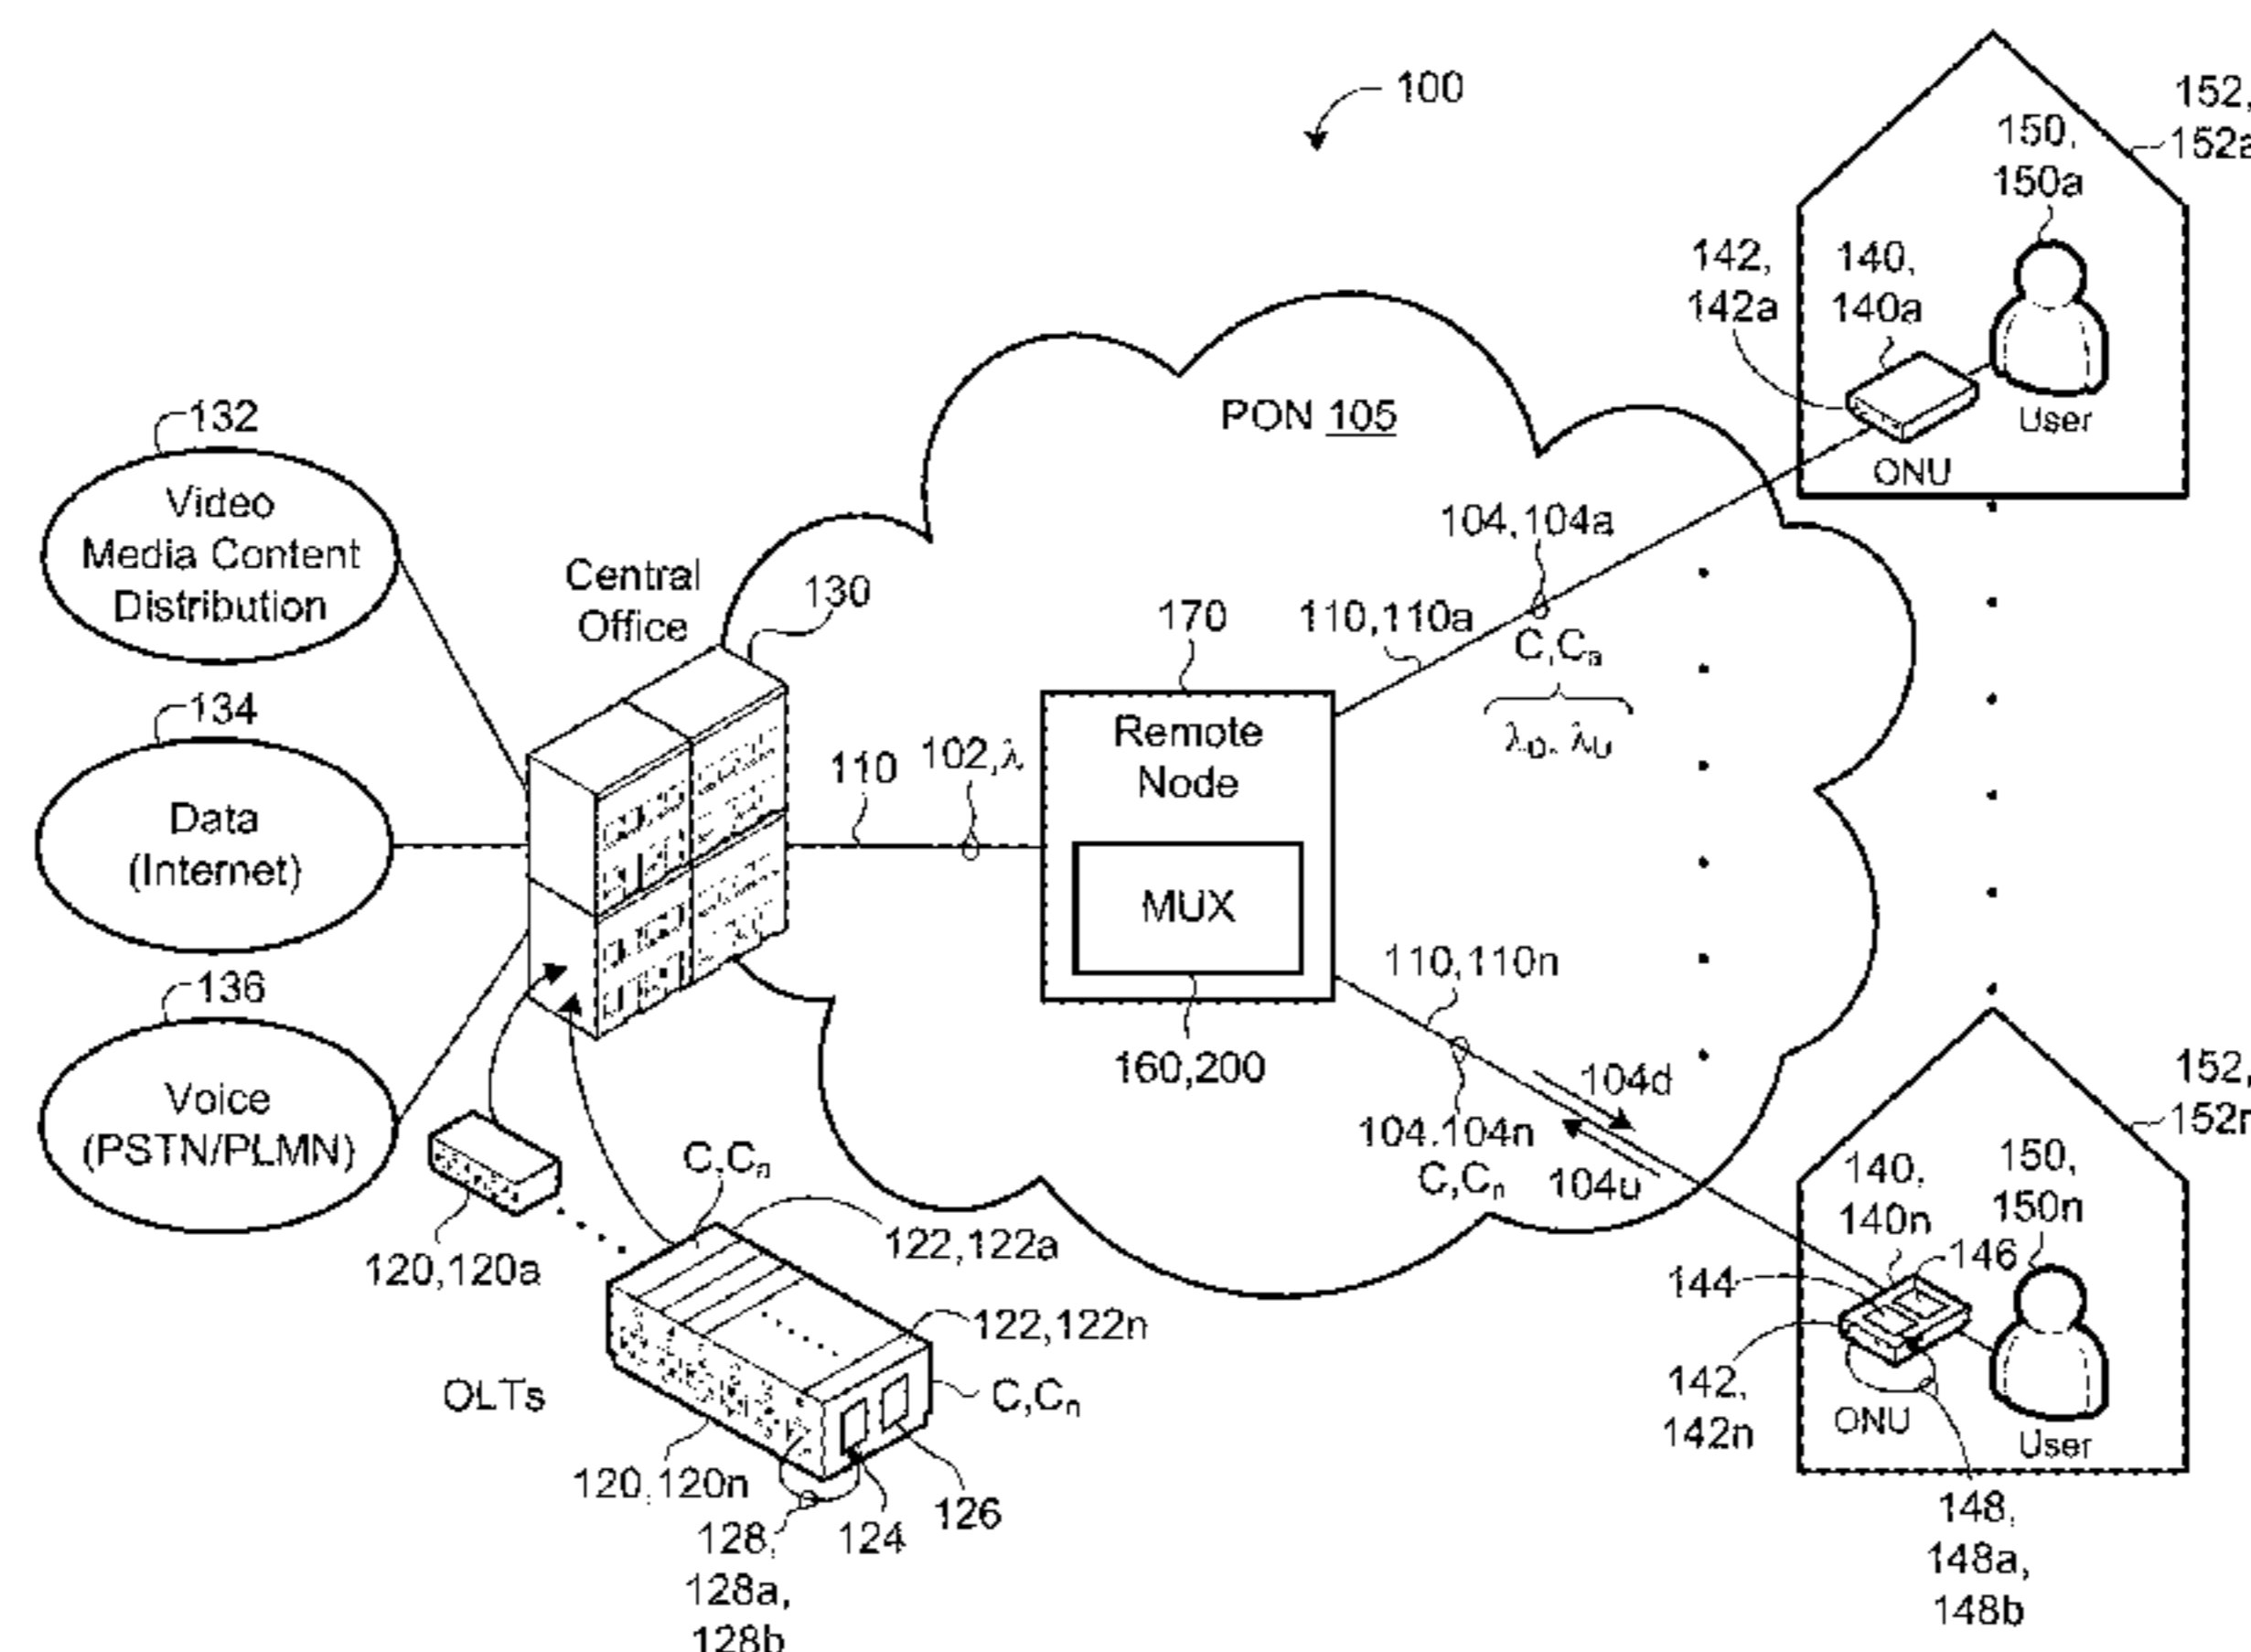 100
152,
152a
150,
150a
142,
142a
140,
140a
User
ONU
PON 105
132
Video
Media Content
Distribution
Central
Office
130
104,104a
110,110a
C,Ca
λD, λU
170
Remote
Node
MUX
160,200
134
Data
(Internet)
110
102,λ
136
Voice
(PSTN/PLMN)
110,110n
104d
104.104n
C,Cn
104u
120,120a
C,Cn
122,122a
122,122n
OLTs
C,Cn
120,120n
126
124
128,
128a,
128b
152,
140,
140n
150,
150n
146
144
142,
142n
ONU
User
148,
148a,
148b